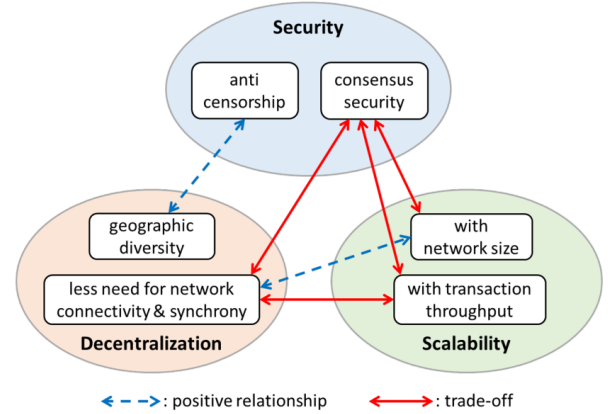 Security
anti
censorship
consensus
security
geographic
diversity
less need for network
connectivity & synchrony
Decentralization
with
network size
with transaction
throughput
Scalability
: positive relationship
: trade-off